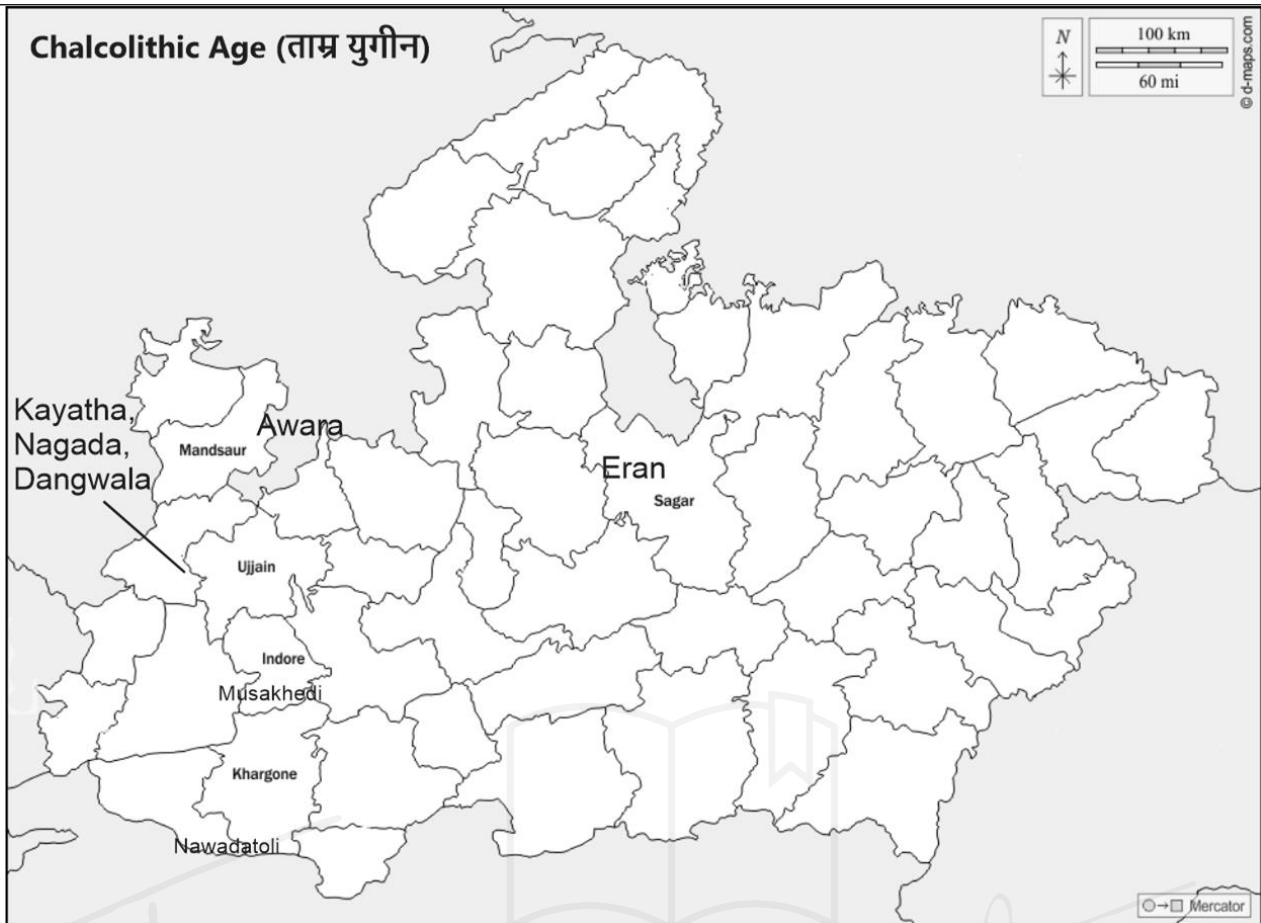 Chalcolithic Age (ताम्र युगीन)
N
100 km
60 mi
© d-maps.com
Kayatha,
Nagada,
Dangwala
Awara
Mandsaur
Eran
Sagar
Ujjain
Indore
Musakhedi
Khargone
Nawadatoli
Mercator